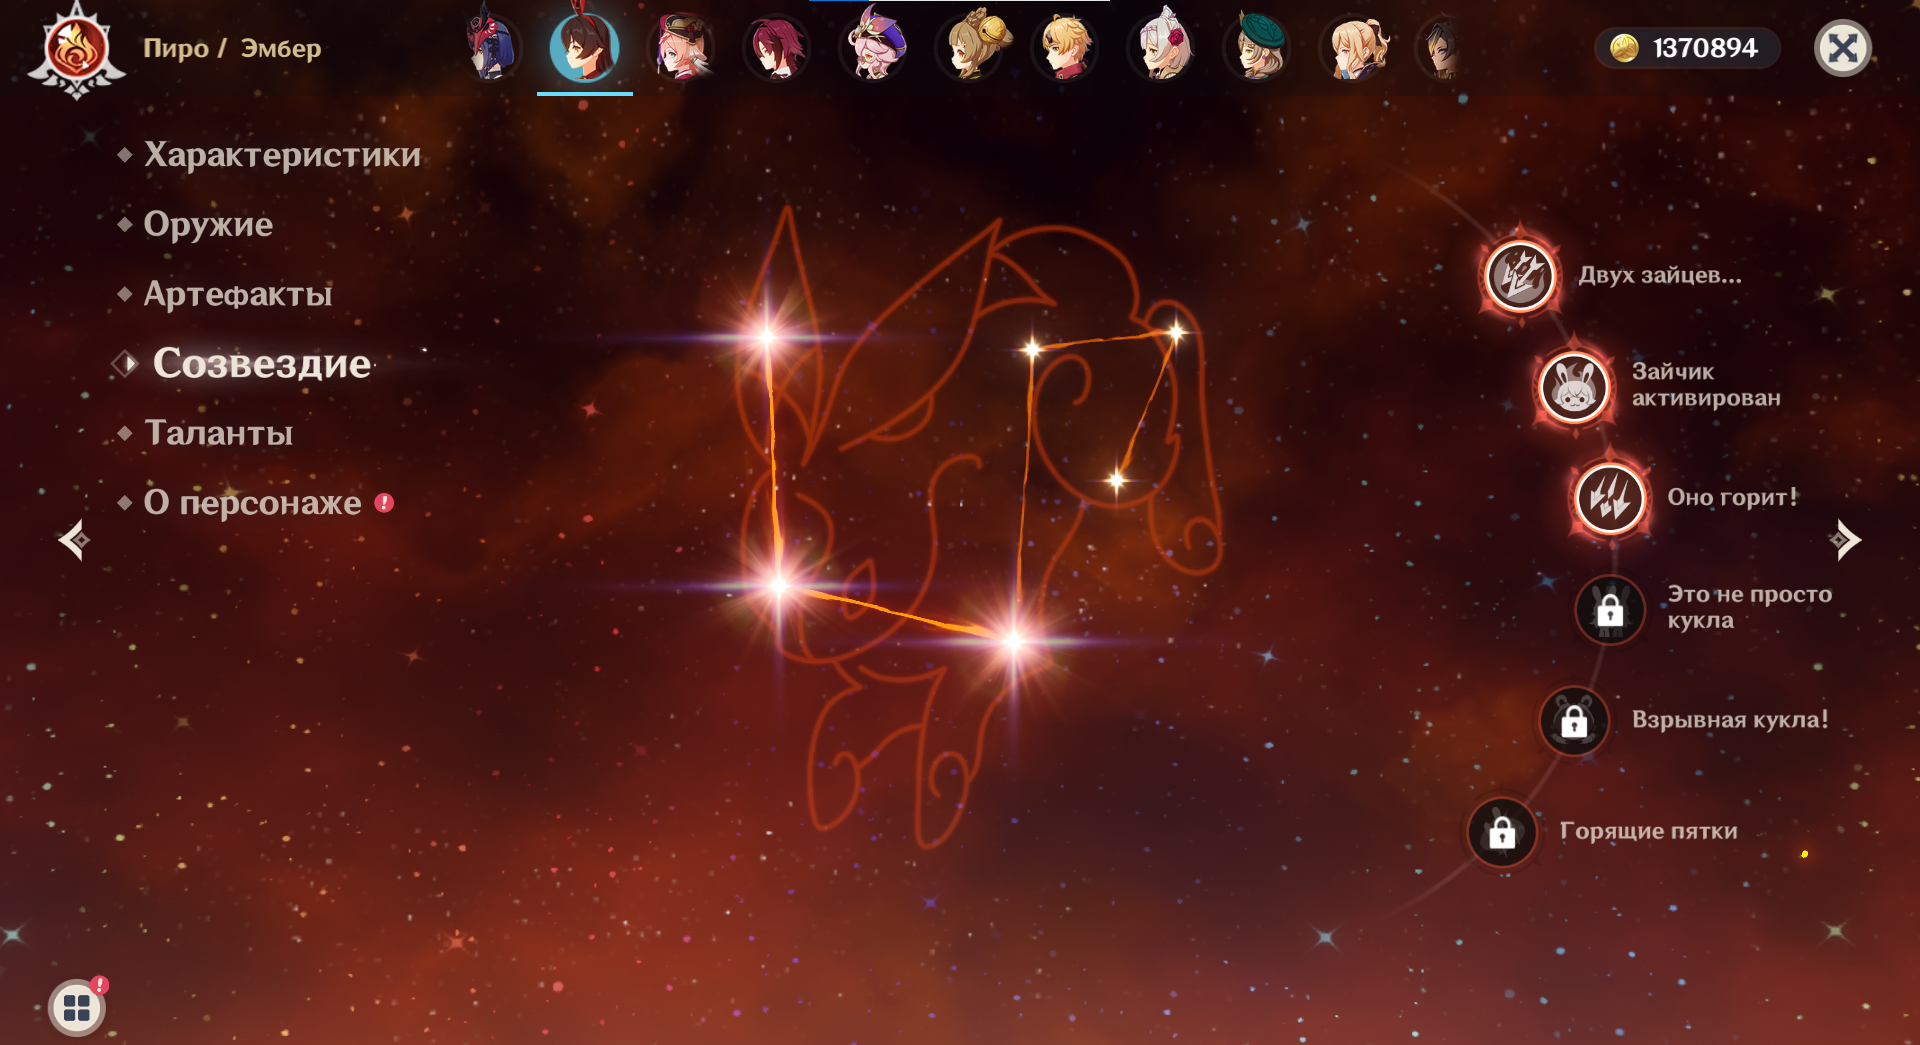 Пиро / Эмбер
1370894
Характеристики
Оружие
Артефакты
Созвездие
Таланты
О персонаже
Двух зайцев...
Зайчик
активирован
Оно горит!
Это не просто
кукла
Взрывная кукла!
Горящие пятки